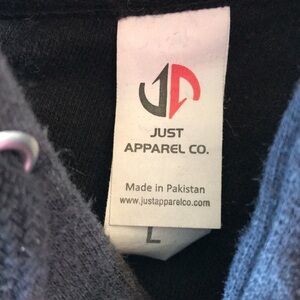 JUST
APPAREL CO.
Made in Pakistan
www.justapparelco.com
L